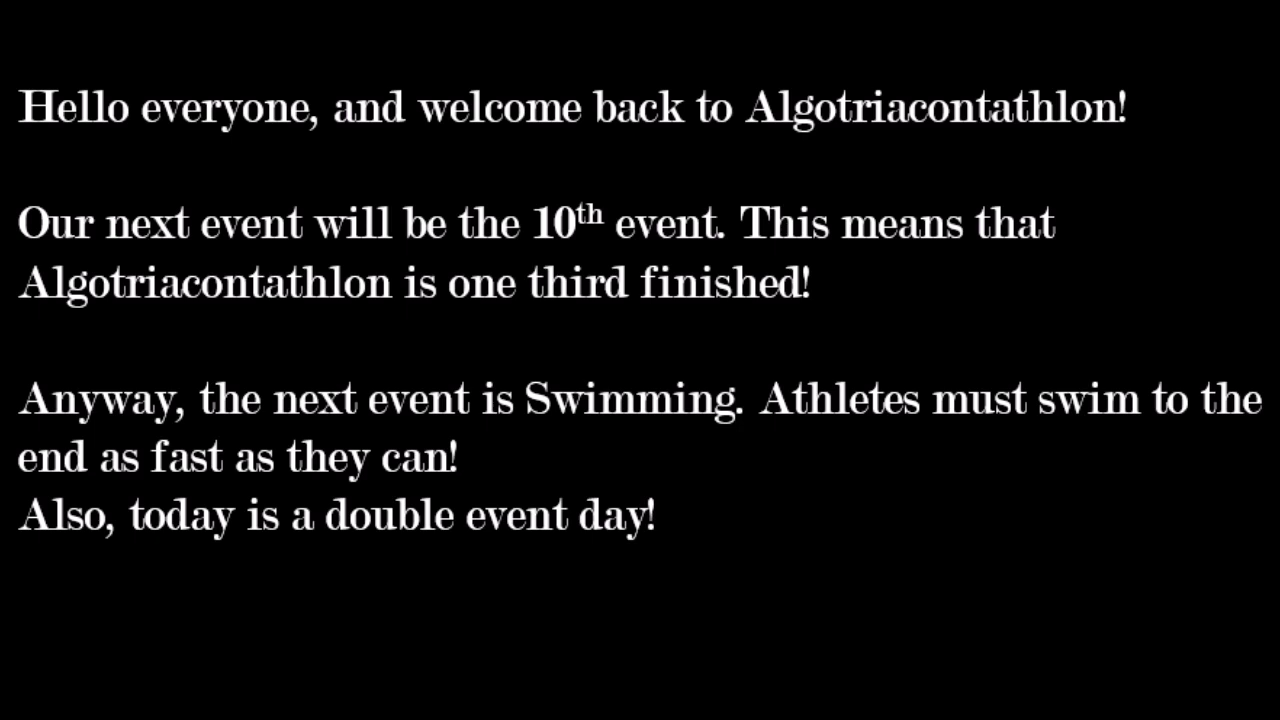 Hello everyone, and welcome back to Algotriacontathlon!
Our next event will be the 10th event. This means that
Algotriacontathlon is one third finished!
Anyway, the next event is Swimming. Athletes must swim to the
end as fast as they can!
Also, today is a double event day!